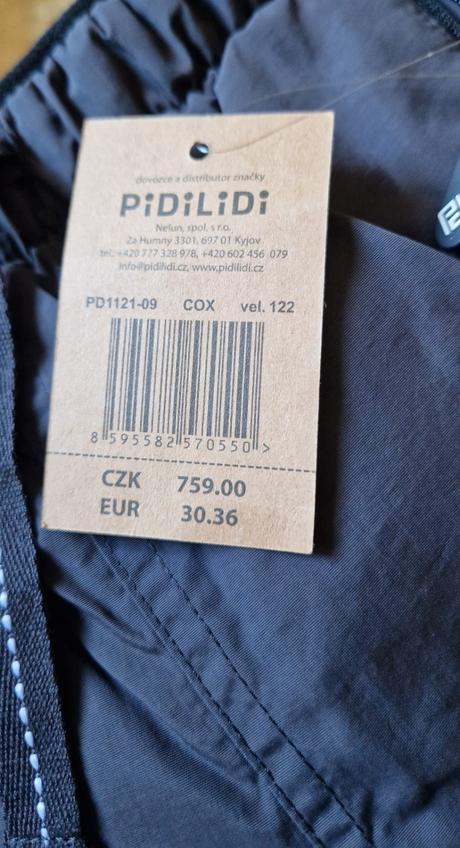 dovozce a distributor značky
PiDiLiDi
Nelun, spol. s r.o.
Za Humny 3301, 697 01 Kyjov
tel. +420 777 328 978, +420 602 456 079
info@pidilidi.cz, www.pidilidi.cz
PD1121-09 COX vel. 122
8 595582 570550 >
CZK 759.00
EUR 30.36